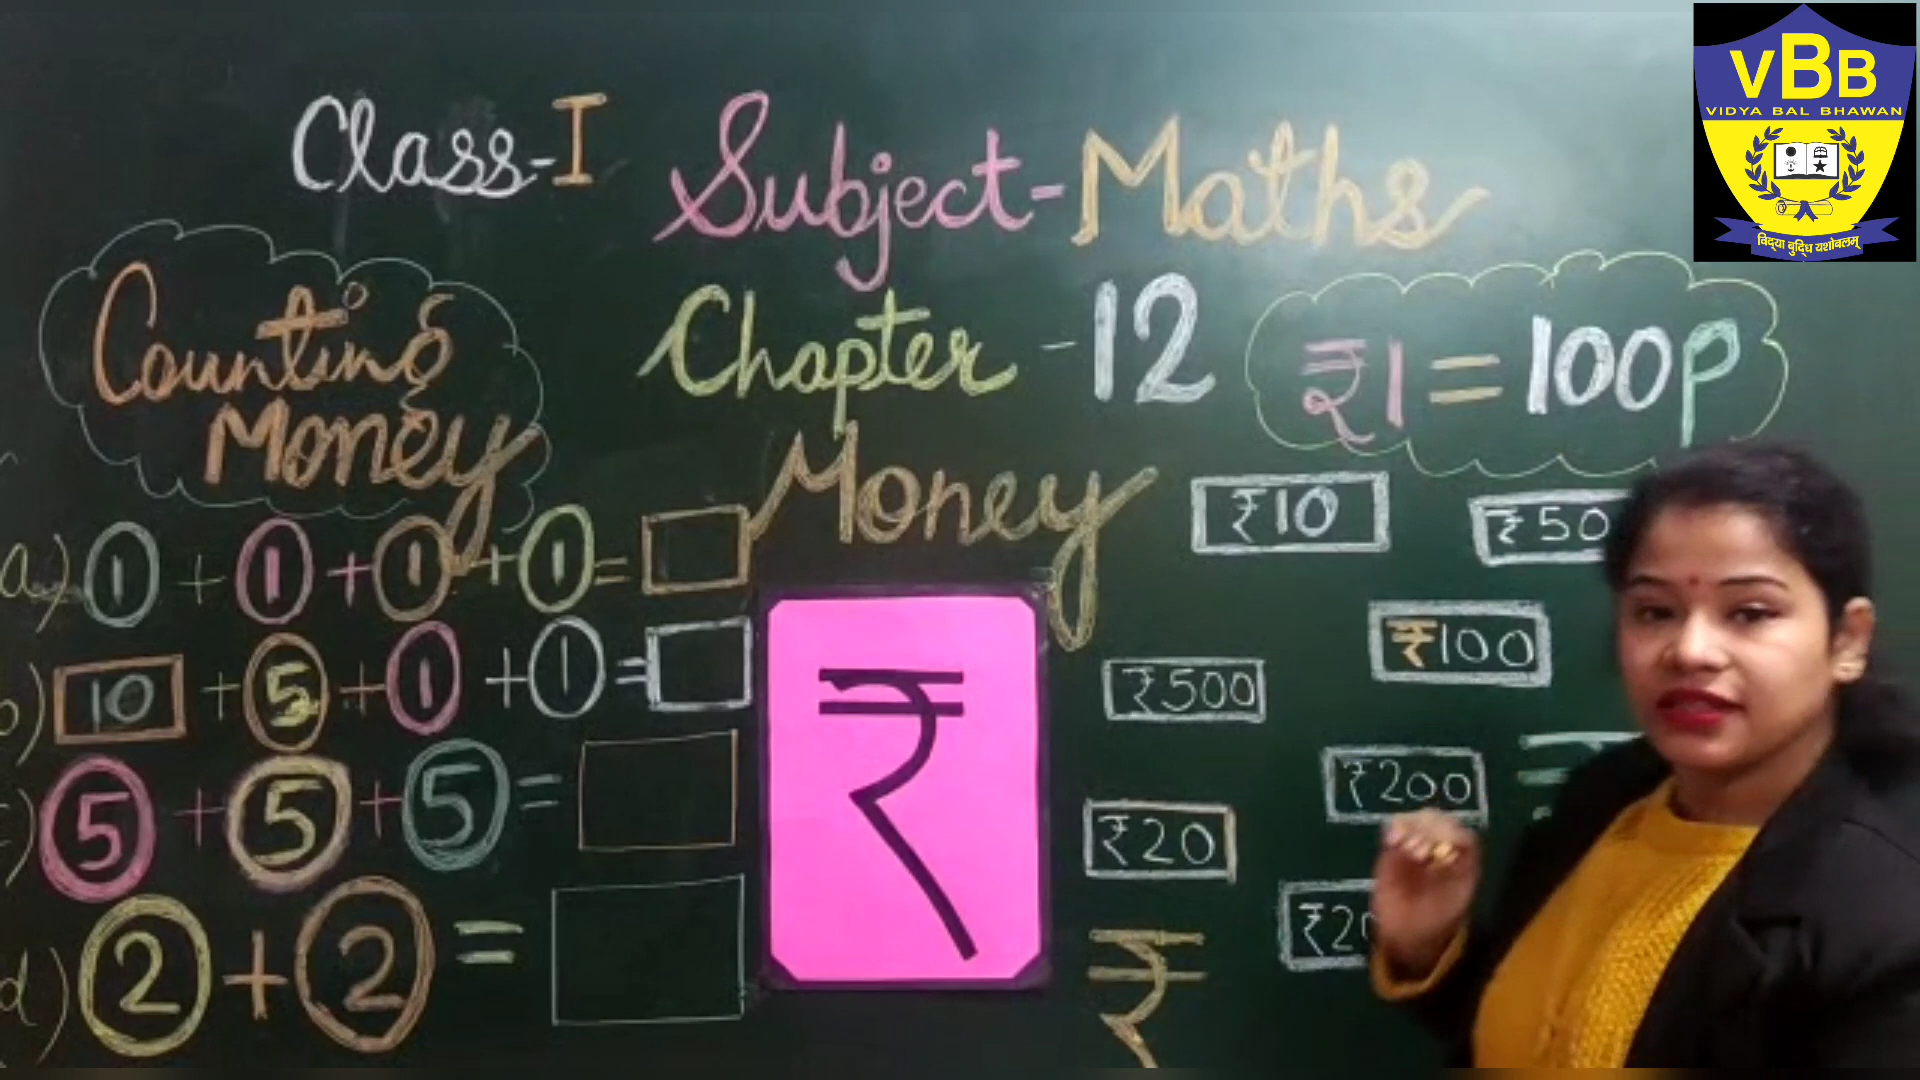 VBB
VIDYA BAL BHAWAN
विद्या बुद्धि यशोबलम्
Class-I Subject-Maths
Counting
Money
Chapter-12
Money
₹1=100p
a) 1+1+1+1=
b) 10+5+1+1=
c) 5+5+5=
d) 2+2=
₹
₹10
₹50
₹100
₹500
₹200
₹20
₹